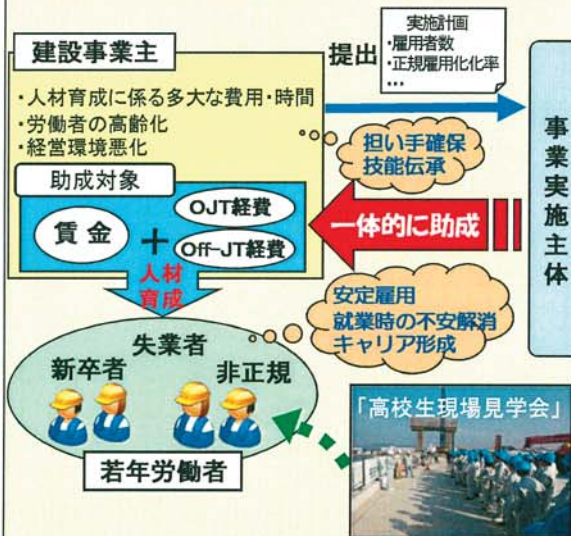 建設事業主
・人材育成に係る多大な費用・時間
・労働者の高齢化
・経営環境悪化
提出
実施計画
・雇用者数
・正規雇用化化率
…
事業実施主体
担い手確保
技能伝承
助成対象
賃金
+
OJT経費
Off-JT経費
一体的に助成
人材
育成
安定雇用
就業時の不安解消
キャリア形成
失業者
新卒者
非正規
若年労働者
「高校生現場見学会」